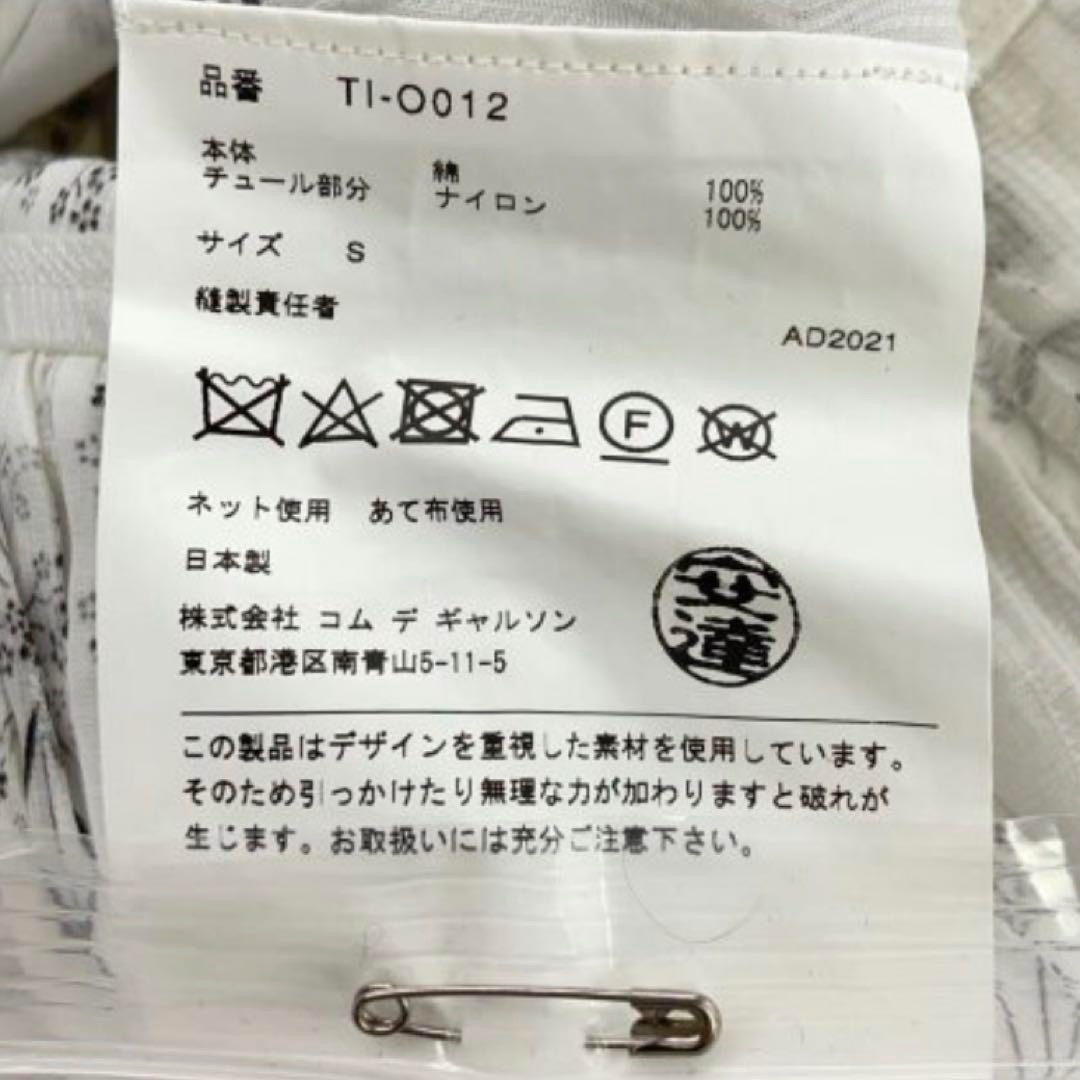 品番 TI-O012
本体 綿 100%
チュール部分 ナイロン 100%
サイズ S
縫製責任者
AD2021
F W
ネット使用 あて布使用
日本製
安達
株式会社 コム デ ギャルソン
東京都港区南青山5-11-5
この製品はデザインを重視した素材を使用しています。
そのため引っかけたり無理な力が加わりますと破れが
生じます。お取扱いには充分ご注意下さい。